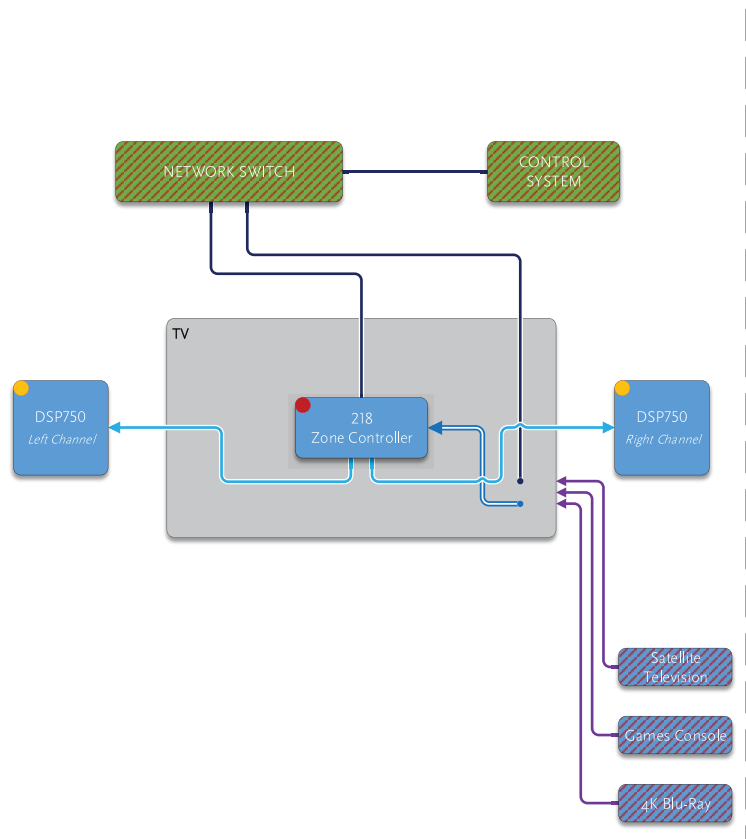 NETWORK SWITCH
CONTROL
SYSTEM
TV
DSP750
Left Channel
218
Zone Controller
DSP750
Right Channel
Satellite
Television
Games Console
4K Blu-Ray